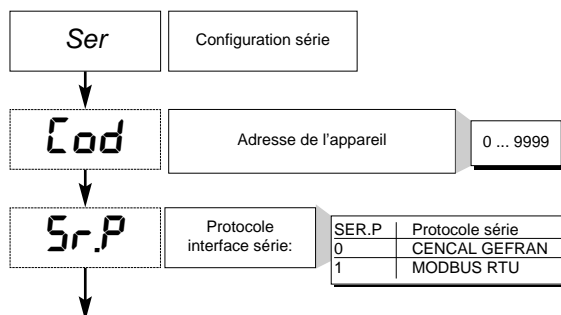 Ser
Configuration série
Cod
Adresse de l'appareil
0 ... 9999
Sr.P
Protocole
interface série:
SER.P Protocole série
0 CENCAL GEFRAN
1 MODBUS RTU